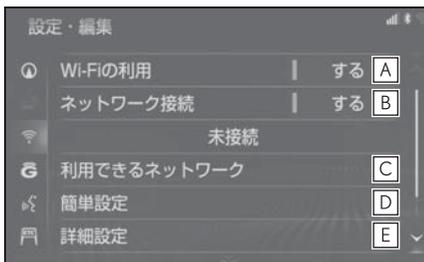 設定・編集
Wi-Fiの利用 する A
ネットワーク接続 する B
未接続
利用できるネットワーク C
簡単設定 D
詳細設定 E